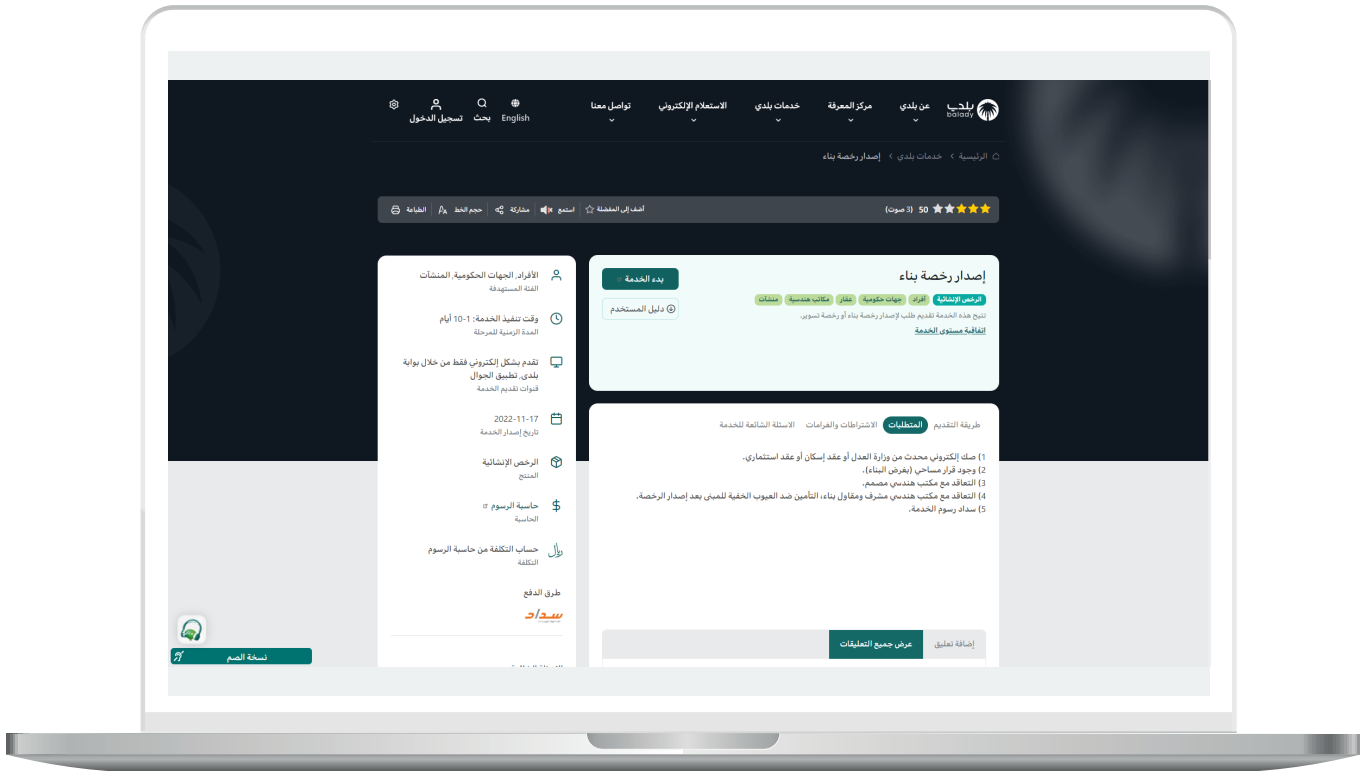 بلدي
balady
عن بلدي
مركز المعرفة
خدمات بلدي
الاستعلام الإلكتروني
تواصل معنا
English
بحث
تسجيل الدخول
الرئيسية
خدمات بلدي
إصدار رخصة بناء
50 (3 صوت)
أضف إلى المفضلة
استمع
مشاركة
حجم الخط
الطباعة
إصدار رخصة بناء
الرخص الإنشائية
أفراد
جهات حكومية
عقار
مكاتب هندسية
منشآت
تتيح هذه الخدمة تقديم طلب لإصدار رخصة بناء أو رخصة تسوير.
اتفاقية مستوى الخدمة
بدء الخدمة
دليل المستخدم
طريقة التقديم
المتطلبات
الاشتراطات والغرامات
الاسئلة الشائعة للخدمة
1) صك إلكتروني محدث من وزارة العدل أو عقد إسكان أو عقد استثماري.
2) وجود قرار مساحي (بغرض البناء).
3) التعاقد مع مكتب هندسي مصمم.
4) التعاقد مع مكتب هندسي مشرف ومقاول بناء، التأمين ضد العيوب الخفية للمبنى بعد إصدار الرخصة.
5) سداد رسوم الخدمة.
إضافة تعليق
عرض جميع التعليقات
الأفراد, الجهات الحكومية, المنشآت
الفئة المستهدفة
وقت تنفيذ الخدمة: 1-10 أيام
المدة الزمنية للمرحلة
تقدم بشكل إلكتروني فقط من خلال بوابة
بلدي, تطبيق الجوال
قنوات تقديم الخدمة
2022-11-17
تاريخ إصدار الخدمة
الرخص الإنشائية
المنتج
حاسبة الرسوم
الحاسبة
حساب التكلفة من حاسبة الرسوم
التكلفة
طرق الدفع
سداد
نسخة الصم